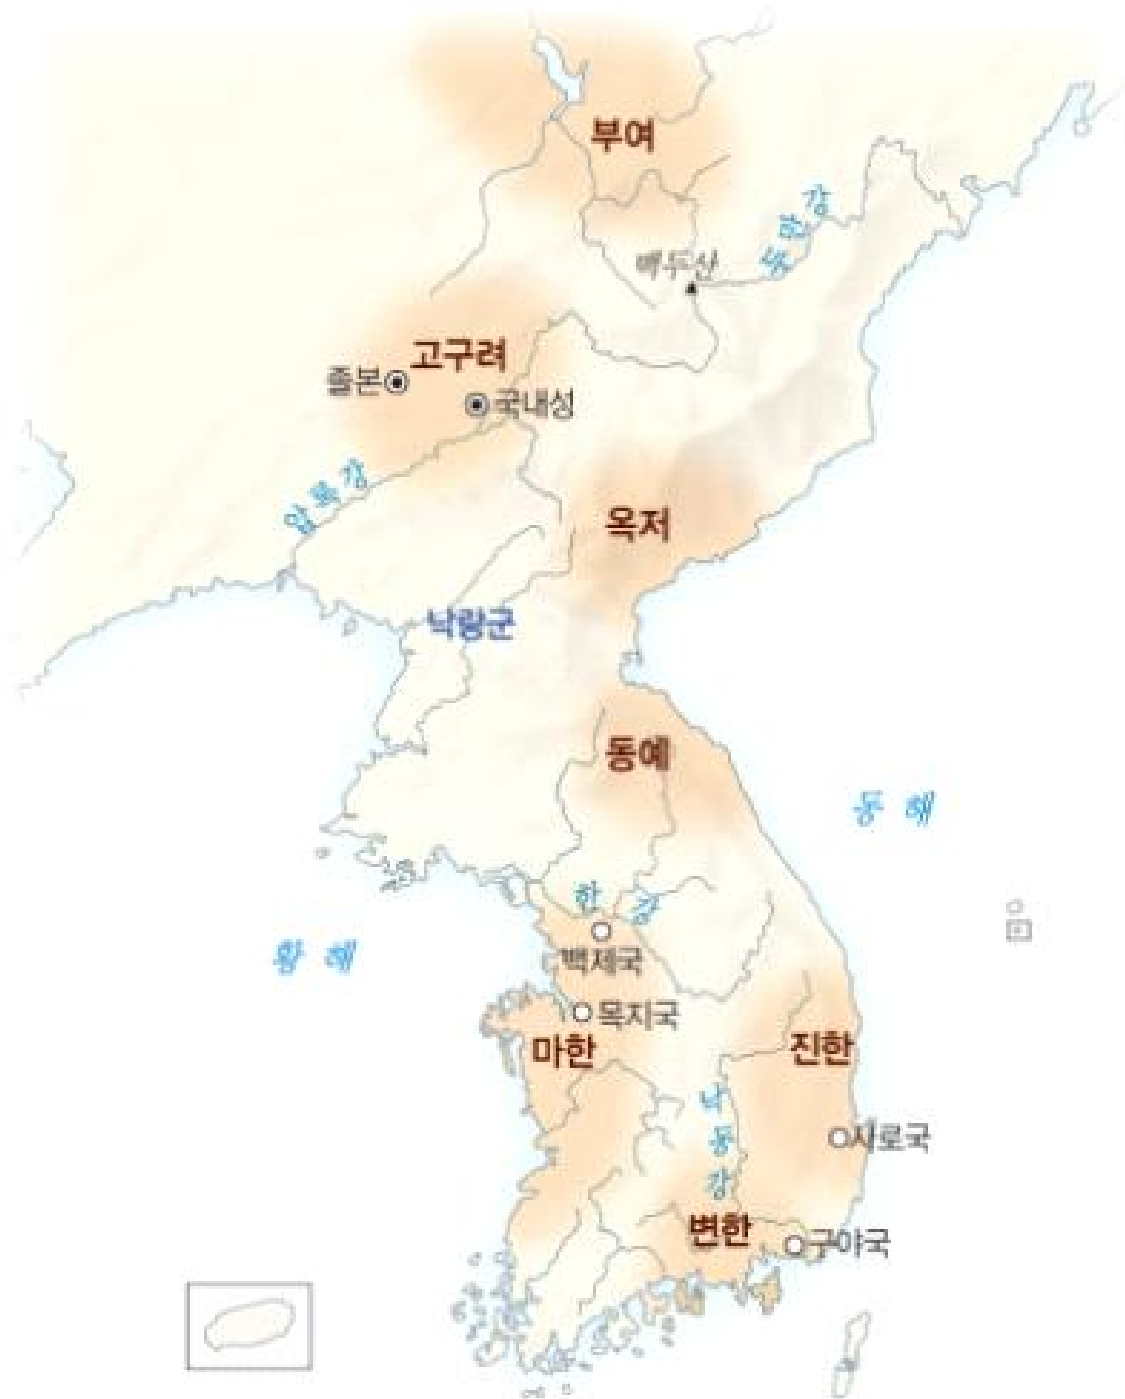 부여
두만강
백두산
고구려
졸본
국내성
압록강
옥저
낙랑군
동예
동해
한강
백제국
황해
목지국
마한
진한
낙동강
사로국
변한
구야국